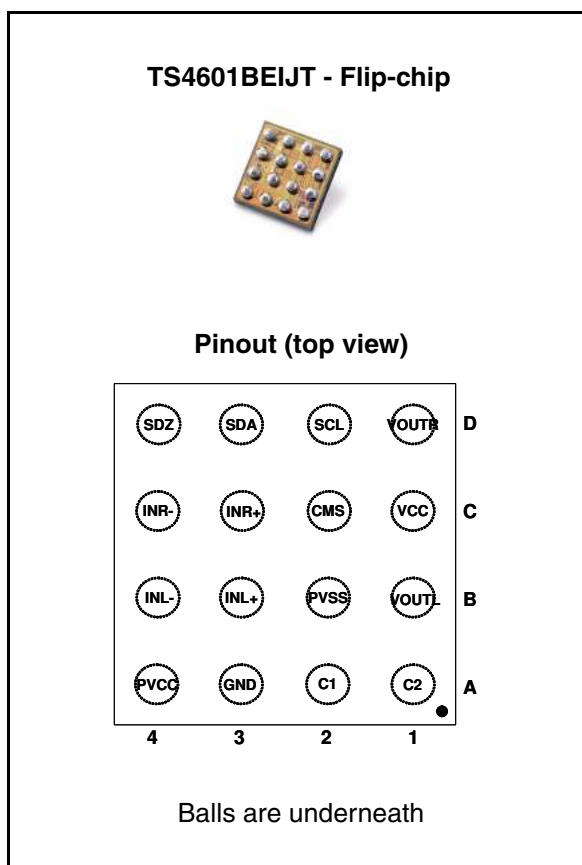 TS4601BEIJT - Flip-chip
Pinout (top view)
SDZ SDA SCL VOUTR D
INR- INR+ CMS VCC C
INL- INL+ PVSS VOUTL B
PVCC GND C1 C2 A
4 3 2 1
Balls are underneath